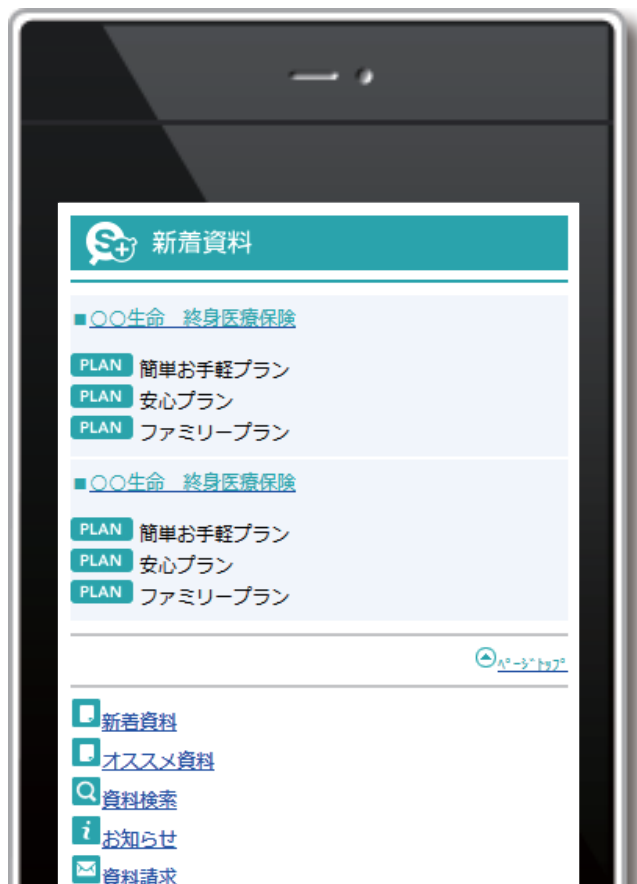 S+ 新着資料
■○○生命　終身医療保険
PLAN 簡単お手軽プラン
PLAN 安心プラン
PLAN ファミリープラン
■○○生命　終身医療保険
PLAN 簡単お手軽プラン
PLAN 安心プラン
PLAN ファミリープラン
ﾍﾟｰｼﾞﾄｯﾌﾟ
新着資料
オススメ資料
資料検索
i お知らせ
資料請求